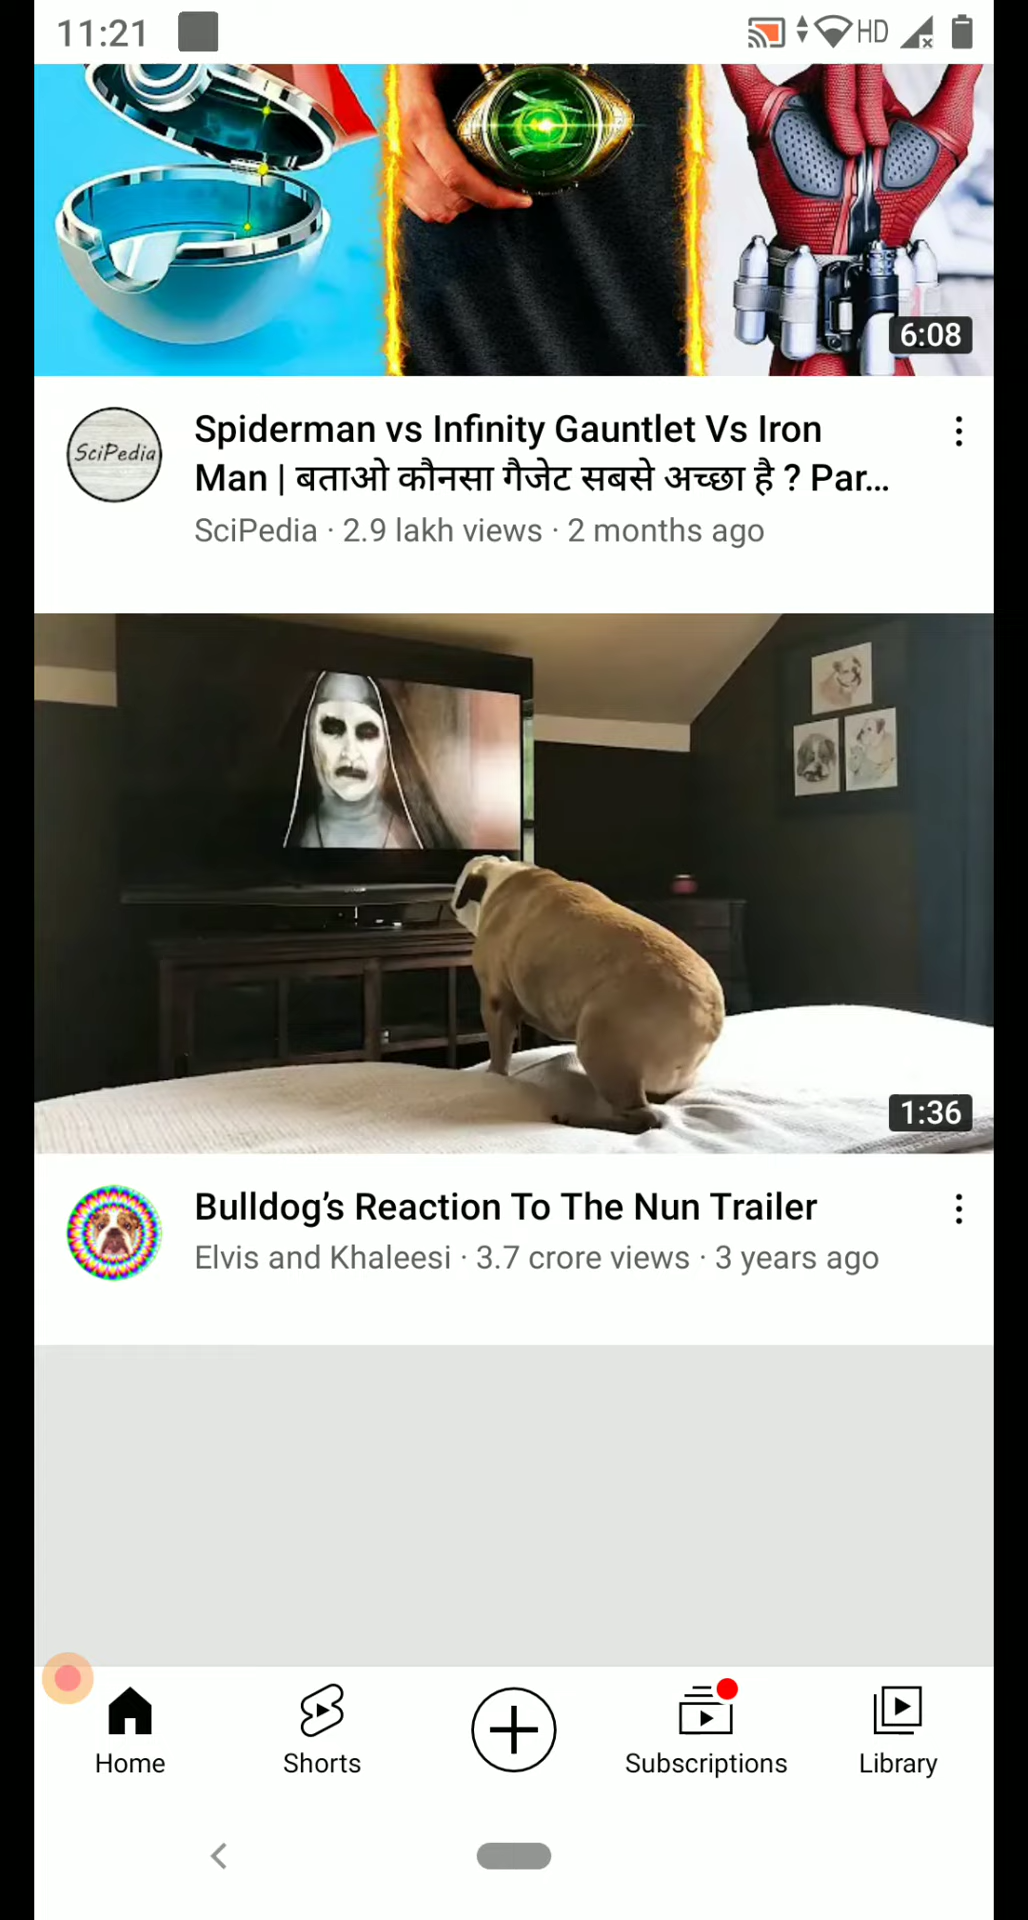 11:21
HD
6:08
SciPedia
Spiderman vs Infinity Gauntlet Vs Iron
Man | बताओ कौनसा गैजेट सबसे अच्छा है ? Par...
SciPedia · 2.9 lakh views · 2 months ago
1:36
Bulldog’s Reaction To The Nun Trailer
Elvis and Khaleesi · 3.7 crore views · 3 years ago
Home
Shorts
Subscriptions
Library